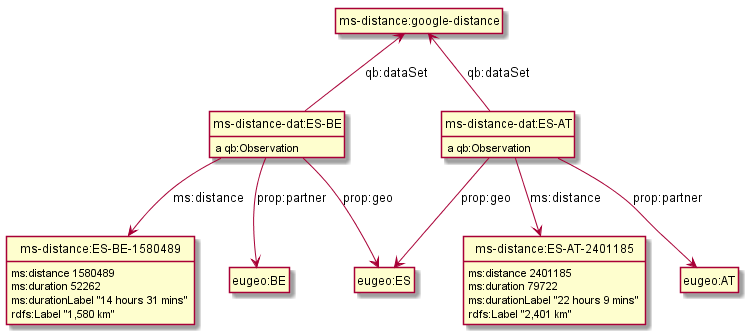 ms-distance:google-distance
qb:dataSet
qb:dataSet
ms-distance-dat:ES-BE
a qb:Observation
ms-distance-dat:ES-AT
a qb:Observation
ms:distance
prop:partner
prop:geo
prop:geo
ms:distance
prop:partner
ms-distance:ES-BE-1580489
ms:distance 1580489
ms:duration 52262
ms:durationLabel "14 hours 31 mins"
rdfs:Label "1,580 km"
eugeo:BE
eugeo:ES
ms-distance:ES-AT-2401185
ms:distance 2401185
ms:duration 79722
ms:durationLabel "22 hours 9 mins"
rdfs:Label "2,401 km"
eugeo:AT